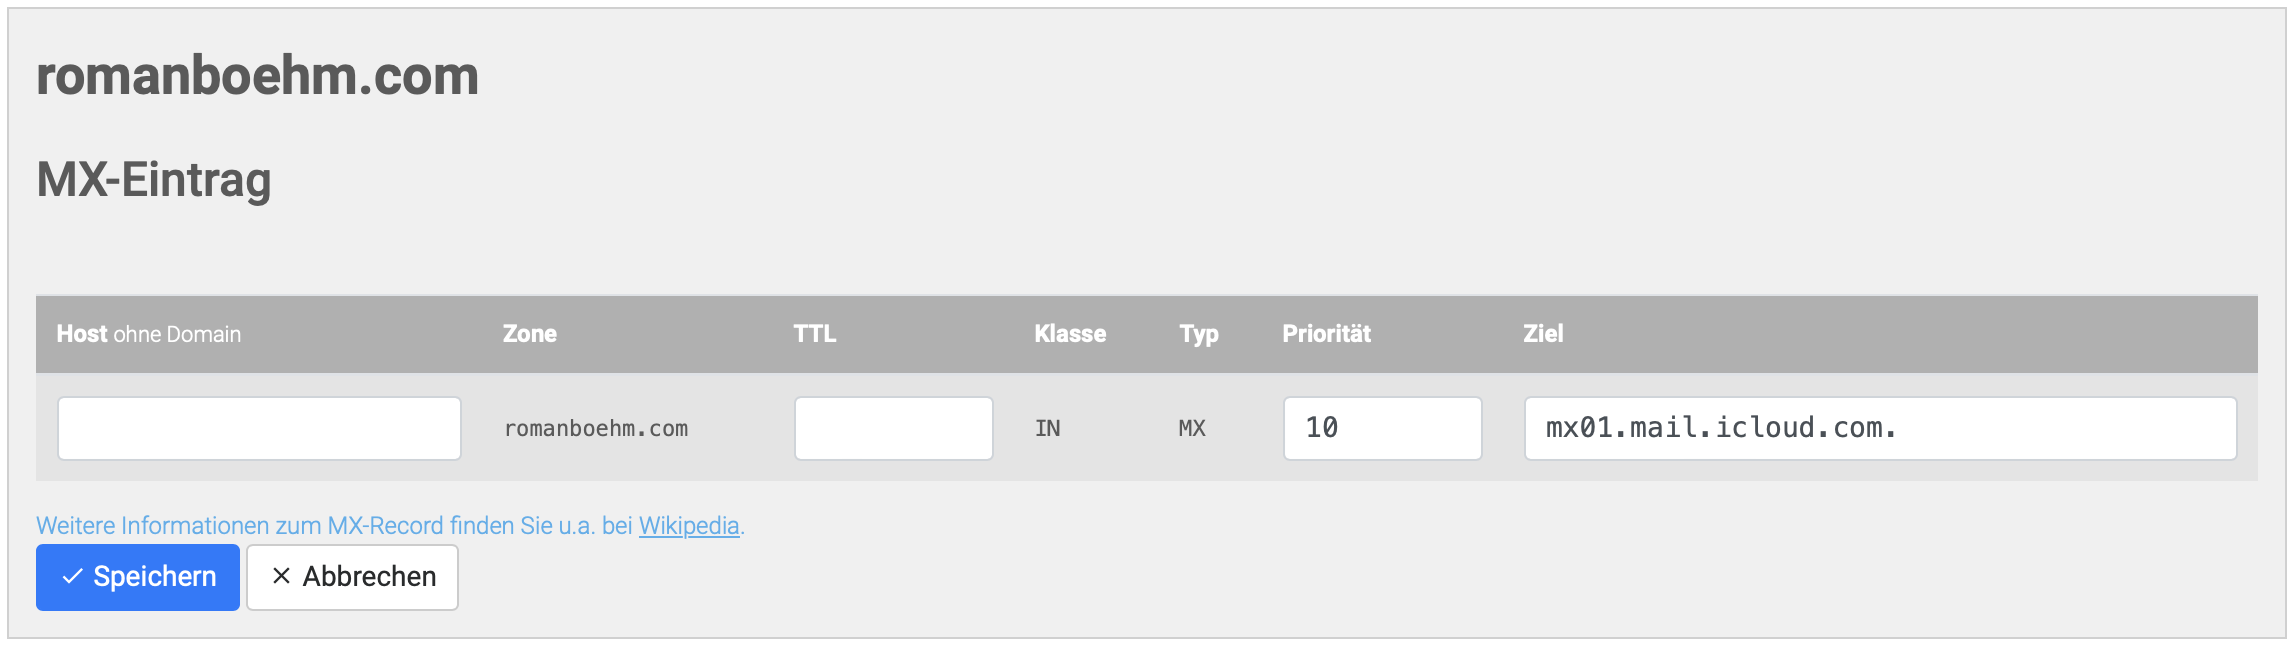 romanboehm.com
MX-Eintrag
Host ohne Domain Zone TTL Klasse Typ Priorität Ziel
romanboehm.com IN MX 10 mx01.mail.icloud.com.
Weitere Informationen zum MX-Record finden Sie u.a. bei Wikipedia.
Speichern Abbrechen